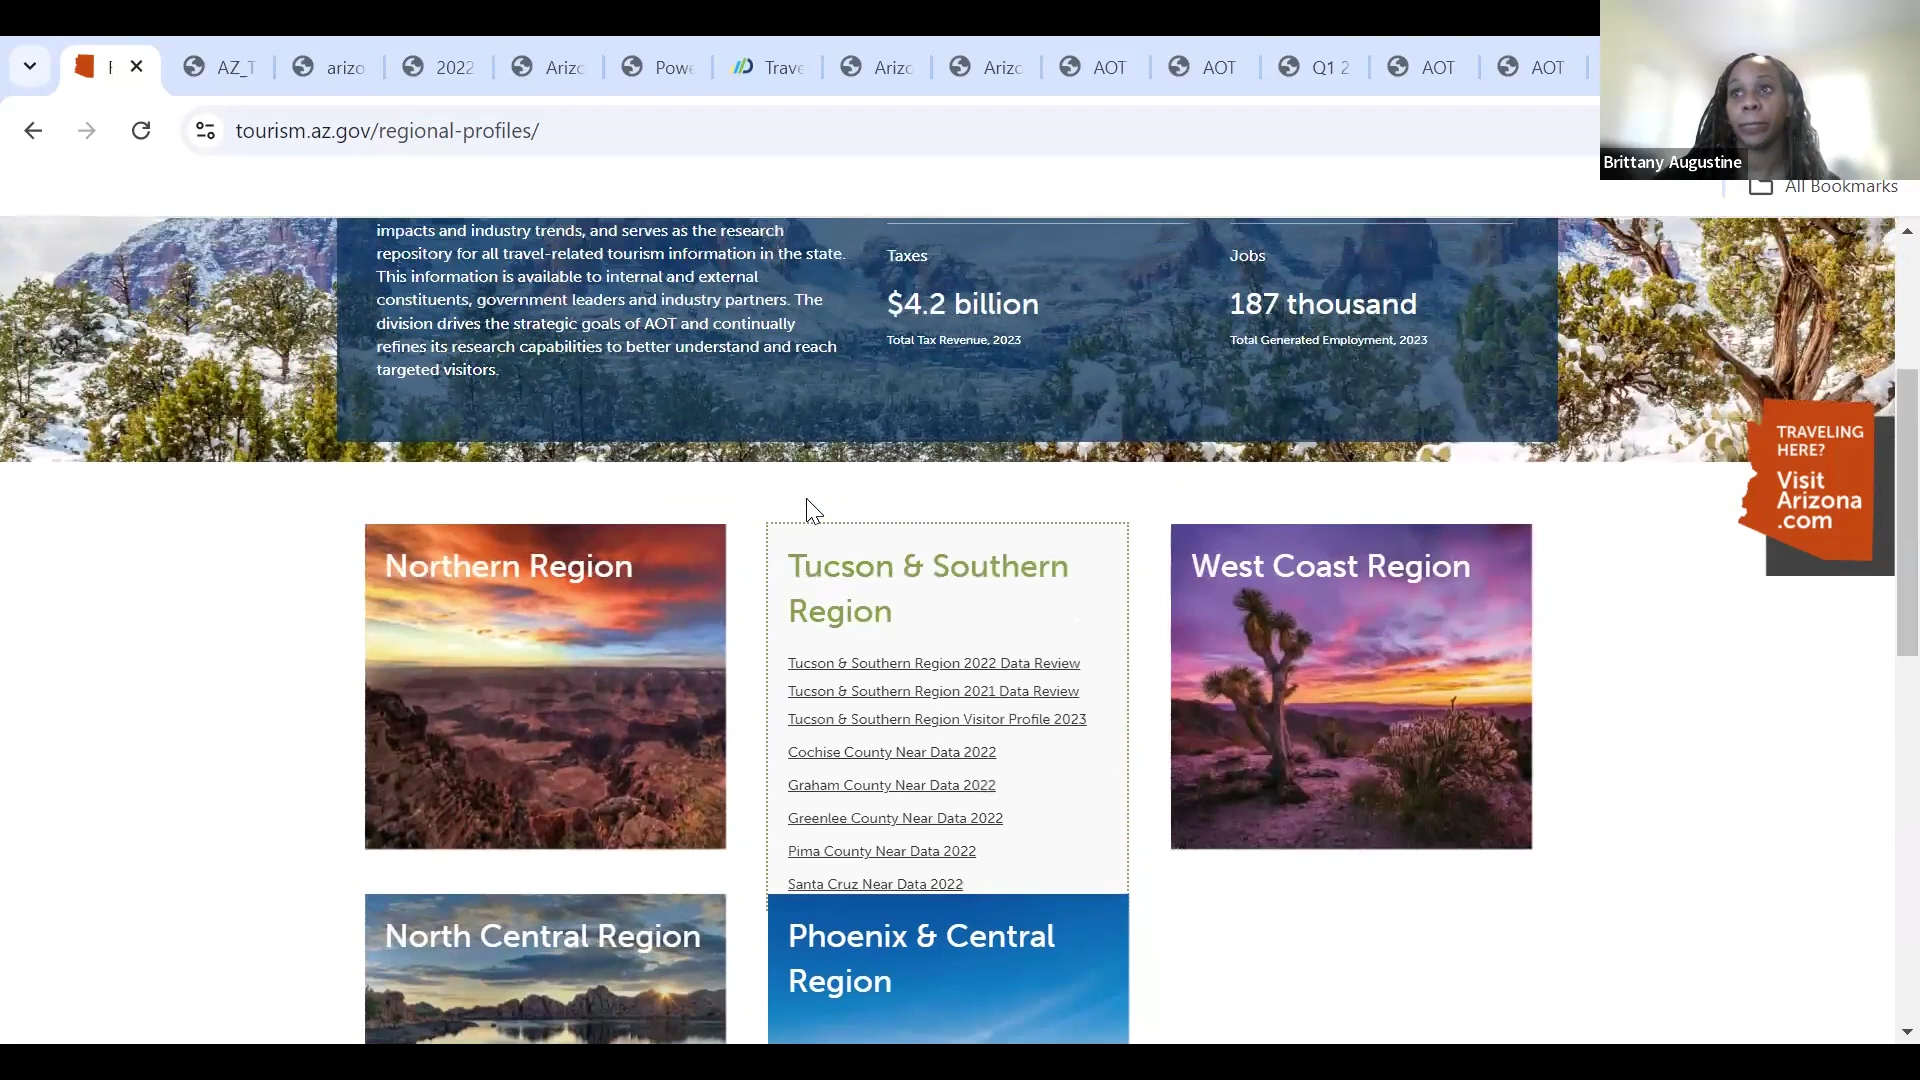 F
AZ_T
arizo
2022
Arizc
Powe
Trave
Arizc
Arizc
AOT
AOT
Q1 2
AOT
AOT
tourism.az.gov/regional-profiles/
Brittany Augustine
All Bookmarks
impacts and industry trends, and serves as the research
repository for all travel-related tourism information in the state.
This information is available to internal and external
constituents, government leaders and industry partners. The
division drives the strategic goals of AOT and continually
refines its research capabilities to better understand and reach
targeted visitors.
Taxes
$4.2 billion
Total Tax Revenue, 2023
Jobs
187 thousand
Total Generated Employment, 2023
TRAVELING
HERE?
Visit
Arizona
.com
Northern Region
Tucson & Southern
Region
Tucson & Southern Region 2022 Data Review
Tucson & Southern Region 2021 Data Review
Tucson & Southern Region Visitor Profile 2023
Cochise County Near Data 2022
Graham County Near Data 2022
Greenlee County Near Data 2022
Pima County Near Data 2022
Santa Cruz Near Data 2022
West Coast Region
North Central Region
Phoenix & Central
Region